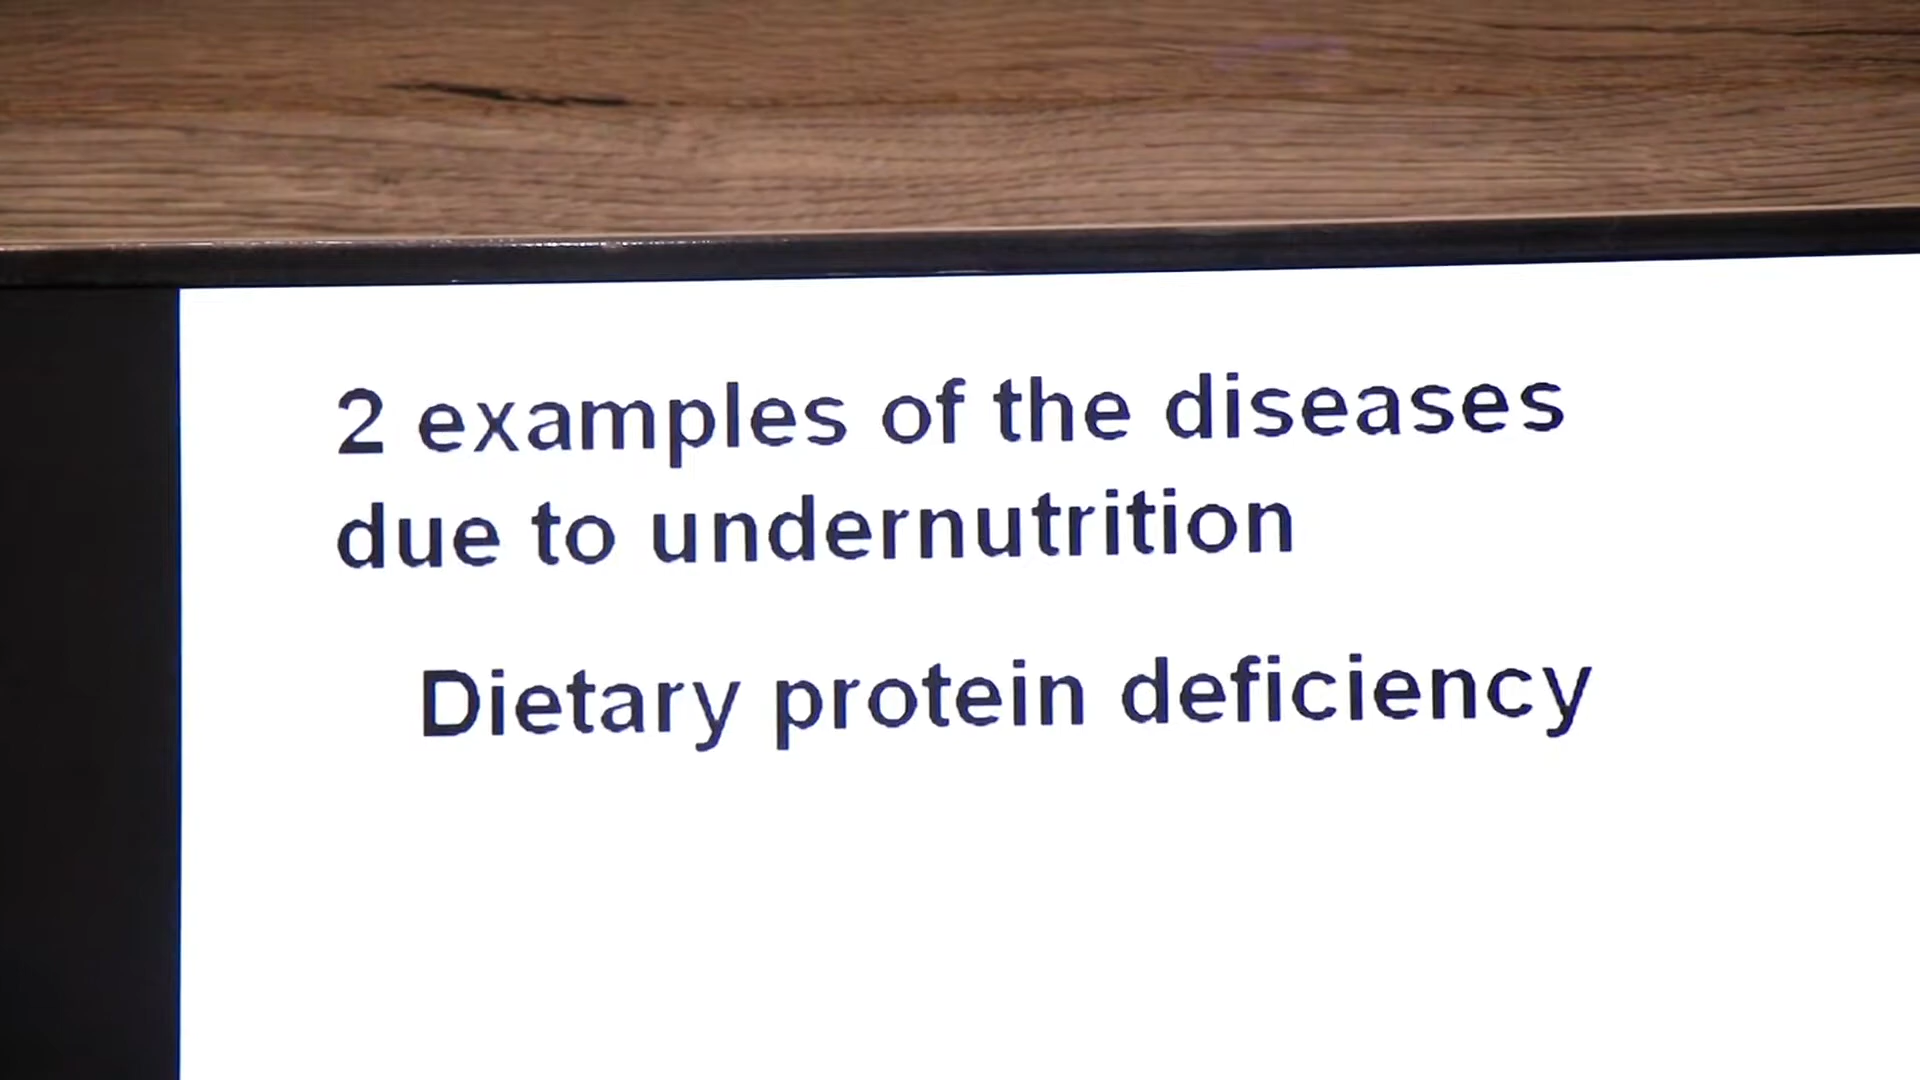 2 examples of the diseases
due to undernutrition
Dietary protein deficiency